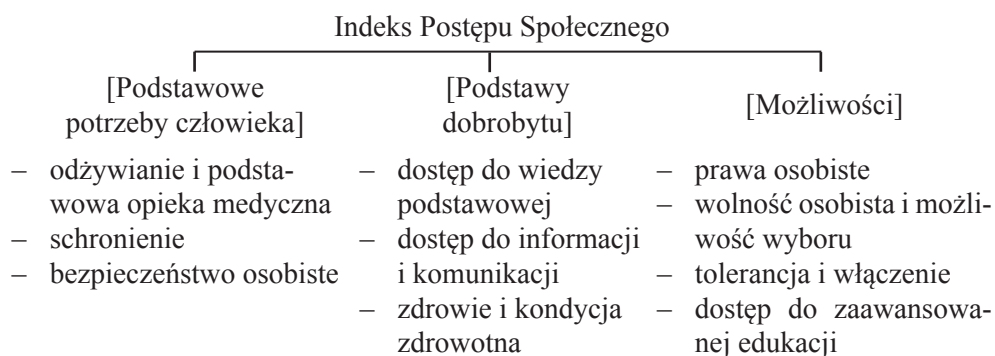 Indeks Postępu Społecznego
[Podstawowe
potrzeby człowieka]
– odżywianie i podsta-
wowa opieka medyczna
– schronienie
– bezpieczeństwo osobiste
[Podstawy
dobrobytu]
– dostęp do wiedzy
podstawowej
– dostęp do informacji
i komunikacji
– zdrowie i kondycja
zdrowotna
[Możliwości]
– prawa osobiste
– wolność osobista i możli-
wość wyboru
– tolerancja i włączenie
– dostęp do zaawansowa-
nej edukacji